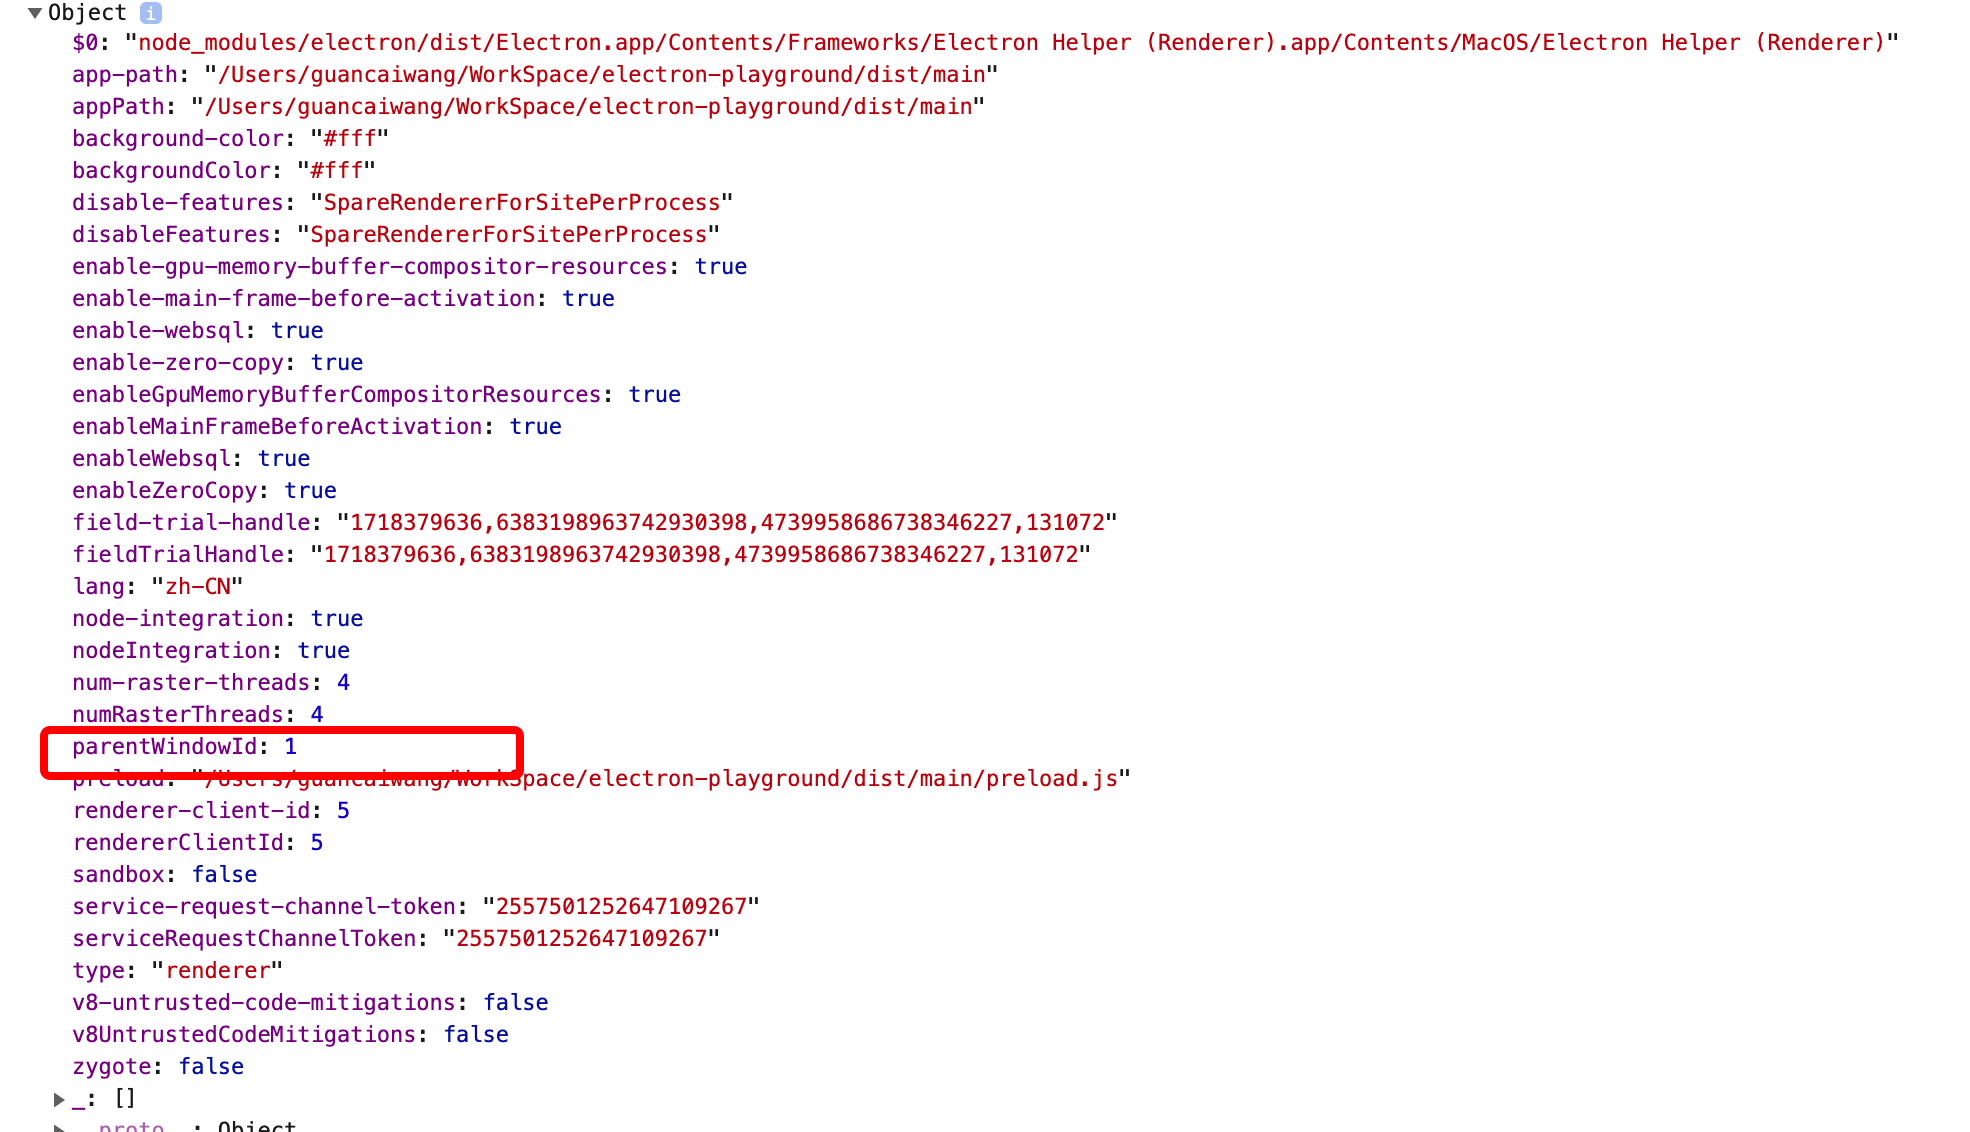 Object i
$0: "node_modules/electron/dist/Electron.app/Contents/Frameworks/Electron Helper (Renderer).app/Contents/MacOS/Electron Helper (Renderer)"
app-path: "/Users/guancaiwang/WorkSpace/electron-playground/dist/main"
appPath: "/Users/guancaiwang/WorkSpace/electron-playground/dist/main"
background-color: "#fff"
backgroundColor: "#fff"
disable-features: "SpareRendererForSitePerProcess"
disableFeatures: "SpareRendererForSitePerProcess"
enable-gpu-memory-buffer-compositor-resources: true
enable-main-frame-before-activation: true
enable-websql: true
enable-zero-copy: true
enableGpuMemoryBufferCompositorResources: true
enableMainFrameBeforeActivation: true
enableWebsql: true
enableZeroCopy: true
field-trial-handle: "1718379636,6383198963742930398,4739958686738346227,131072"
fieldTrialHandle: "1718379636,6383198963742930398,4739958686738346227,131072"
lang: "zh-CN"
node-integration: true
nodeIntegration: true
num-raster-threads: 4
numRasterThreads: 4
parentWindowId: 1
preload: "/Users/guancaiwang/WorkSpace/electron-playground/dist/main/preload.js"
renderer-client-id: 5
rendererClientId: 5
sandbox: false
service-request-channel-token: "2557501252647109267"
serviceRequestChannelToken: "2557501252647109267"
type: "renderer"
v8-untrusted-code-mitigations: false
v8UntrustedCodeMitigations: false
zygote: false
_: []
__proto__: Object